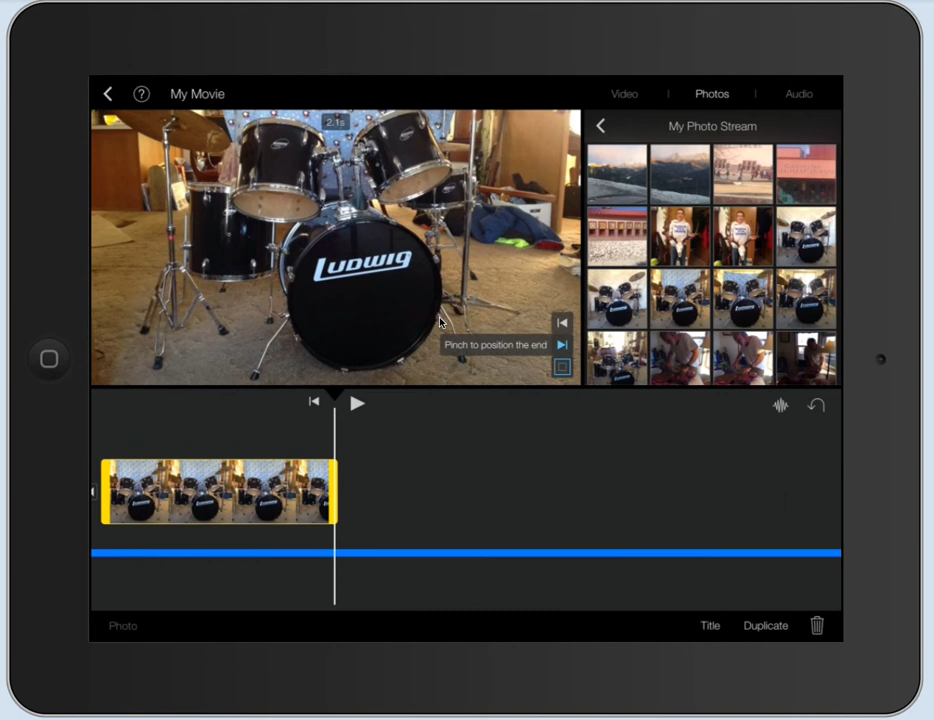 My Movie
Video
Photos
Audio
2.1s
My Photo Stream
LUDWIG
Pinch to position the end
Photo
Title
Duplicate